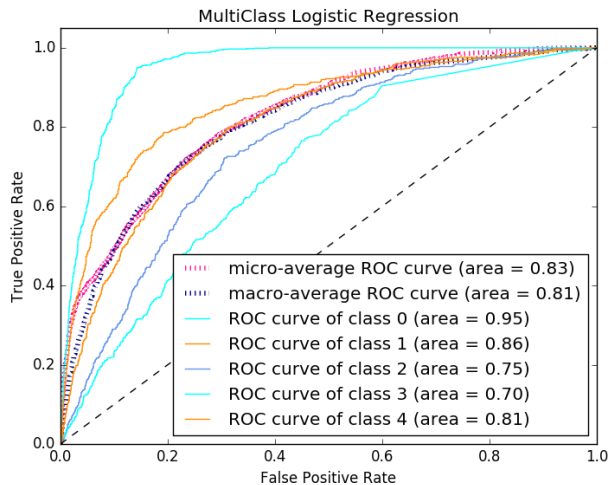 MultiClass Logistic Regression
True Positive Rate
1.0
0.8
0.6
0.4
0.2
0.0
micro-average ROC curve (area = 0.83)
macro-average ROC curve (area = 0.81)
ROC curve of class 0 (area = 0.95)
ROC curve of class 1 (area = 0.86)
ROC curve of class 2 (area = 0.75)
ROC curve of class 3 (area = 0.70)
ROC curve of class 4 (area = 0.81)
0.0 0.2 0.4 0.6 0.8 1.0
False Positive Rate